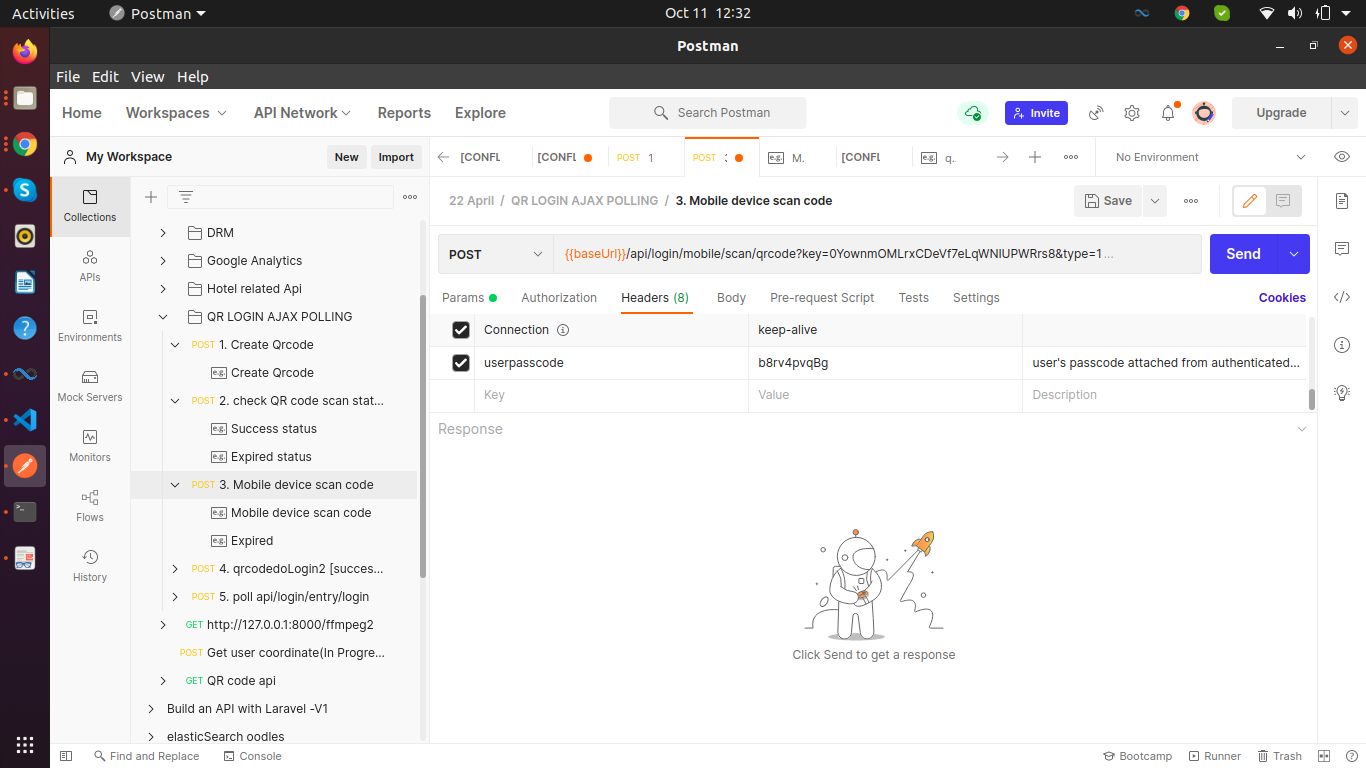 Activities
Postman
Oct 11 12:32
Postman
File Edit View Help
Home
Workspaces
API Network
Reports
Explore
Search Postman
Invite
Upgrade
My Workspace
New
Import
[CONFL
[CONFL
POST 1
POST
e.g. M.
[CONFL
e.g. q.
No Environment
Collections
APIs
Environments
Mock Servers
Monitors
Flows
History
DRM
Google Analytics
Hotel related Api
QR LOGIN AJAX POLLING
POST 1. Create Qrcode
e.g. Create Qrcode
POST 2. check QR code scan stat...
e.g. Success status
e.g. Expired status
POST 3. Mobile device scan code
e.g. Mobile device scan code
e.g. Expired
POST 4. qrcodedoLogin2 [succes...
POST 5. poll api/login/entry/login
GET http://127.0.0.1:8000/ffmpeg2
POST Get user coordinate(In Progre...
GET QR code api
Build an API with Laravel -V1
elasticSearch oodles
22 April / QR LOGIN AJAX POLLING / 3. Mobile device scan code
Save
POST
{{baseUrl}}/api/login/mobile/scan/qrcode?key=0YownmOMLrxCDeVf7eLqWNIUPWRrs8&type=1...
Send
Params
Authorization
Headers (8)
Body
Pre-request Script
Tests
Settings
Cookies
Connection
keep-alive
userpasscode
b8rv4pvqBg
user's passcode attached from authenticated...
Key
Value
Description
Response
Click Send to get a response
Find and Replace
Console
Bootcamp
Runner
Trash